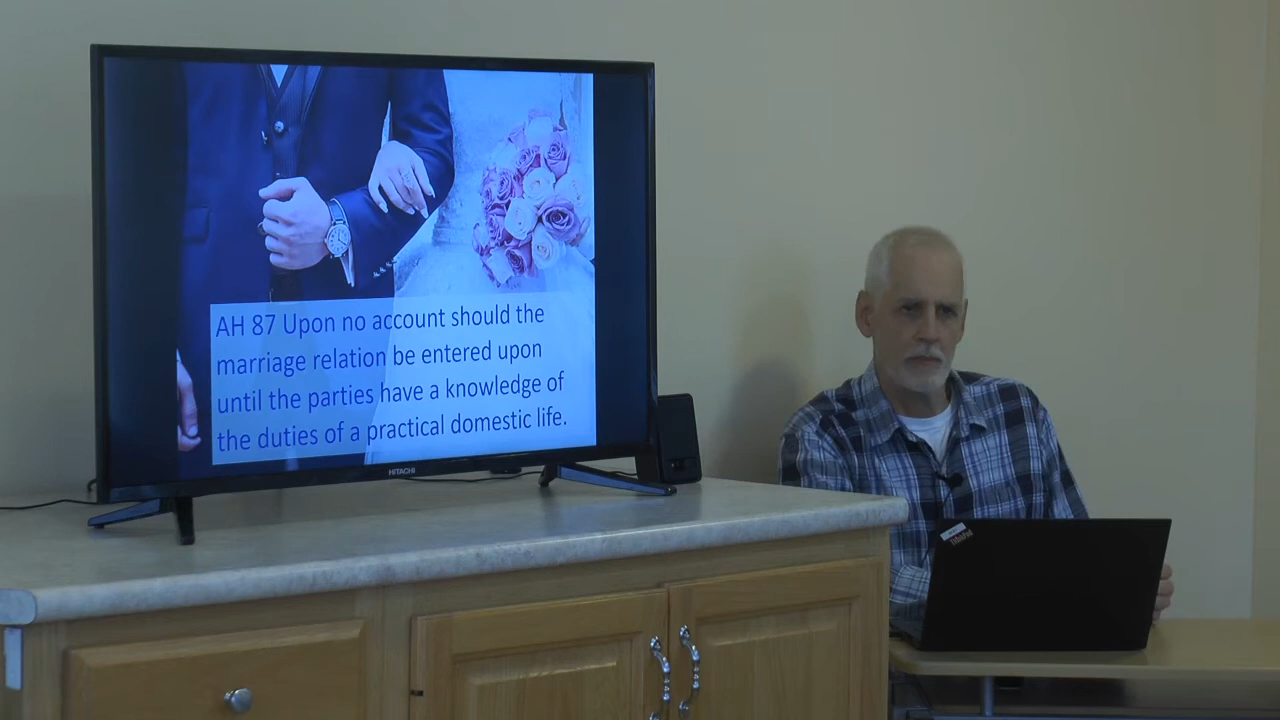 AH 87 Upon no account should the
marriage relation be entered upon
until the parties have a knowledge of
the duties of a practical domestic life.
HITACHI
ThinkPad